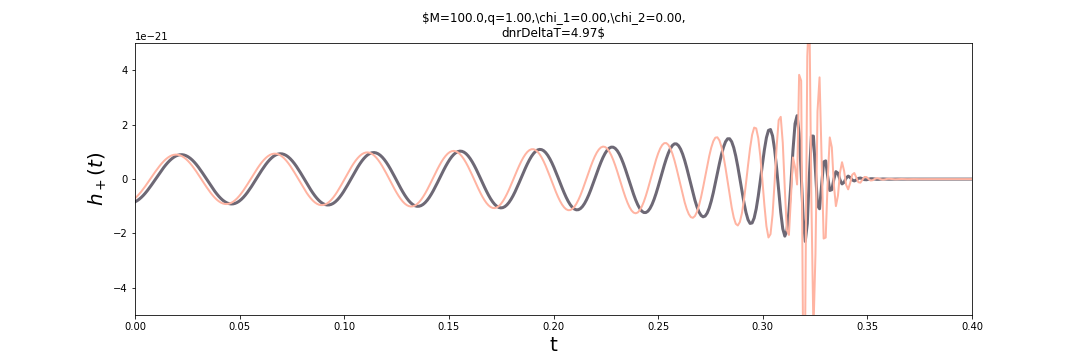 $M=100.0,q=1.00,\chi_1=0.00,\chi_2=0.00,
dnrDeltaT=4.97$
1e−21
4
2
0
−2
−4
h₊(t)
0.00 0.05 0.10 0.15 0.20 0.25 0.30 0.35 0.40
t